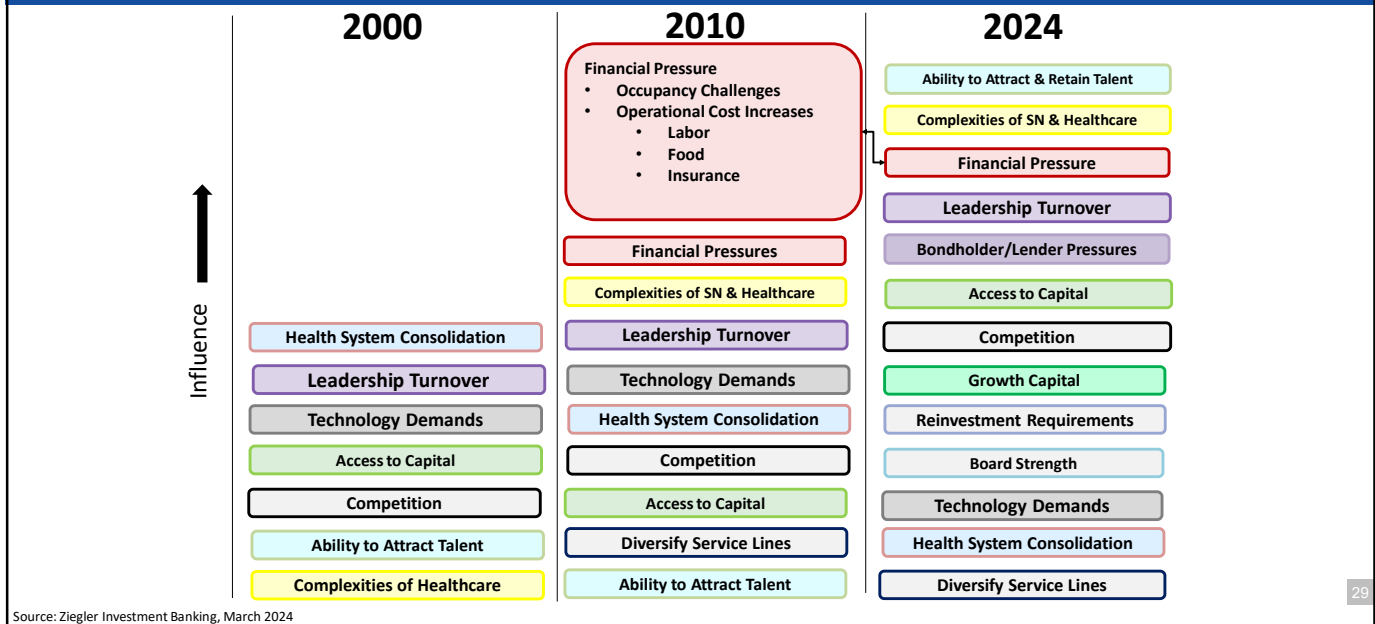 2000
2010
2024
Influence
Health System Consolidation
Leadership Turnover
Technology Demands
Access to Capital
Competition
Ability to Attract Talent
Complexities of Healthcare
Financial Pressure
• Occupancy Challenges
• Operational Cost Increases
• Labor
• Food
• Insurance
Financial Pressures
Complexities of SN & Healthcare
Leadership Turnover
Technology Demands
Health System Consolidation
Competition
Access to Capital
Diversify Service Lines
Ability to Attract Talent
Ability to Attract & Retain Talent
Complexities of SN & Healthcare
Financial Pressure
Leadership Turnover
Bondholder/Lender Pressures
Access to Capital
Competition
Growth Capital
Reinvestment Requirements
Board Strength
Technology Demands
Health System Consolidation
Diversify Service Lines
29
Source: Ziegler Investment Banking, March 2024